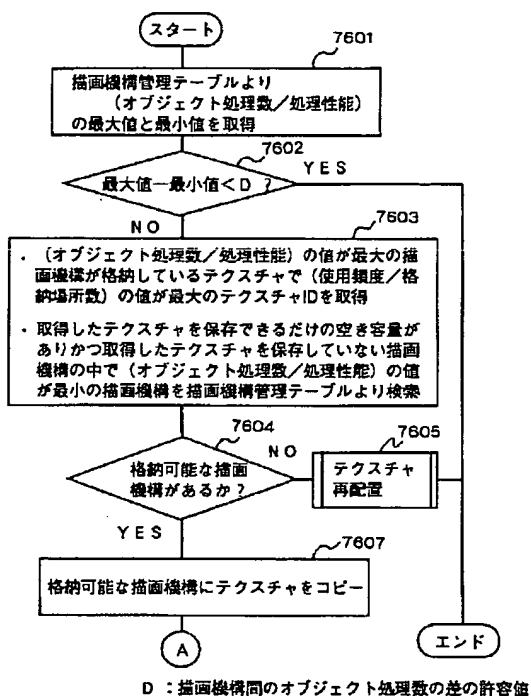 スタート
7601
描画機構管理テーブルより
(オブジェクト処理数/処理性能)
の最大値と最小値を取得
7602
YES
最大値ー最小値<D ?
NO
7603
・(オブジェクト処理数/処理性能)の値が最大の描
画機構が格納しているテクスチャで(使用頻度/格
納場所数)の値が最大のテクスチャIDを取得
・取得したテクスチャを保存できるだけの空き容量が
ありかつ取得したテクスチャを保存していない描画
機構の中で(オブジェクト処理数/処理性能)の値
が最小の描画機構を描画機構管理テーブルより検索
7604
7605
NO
格納可能な描画
機構があるか?
テクスチャ
再配置
YES
7607
格納可能な描画機構にテクスチャをコピー
A
エンド
D :描画機構間のオブジェクト処理数の差の許容値